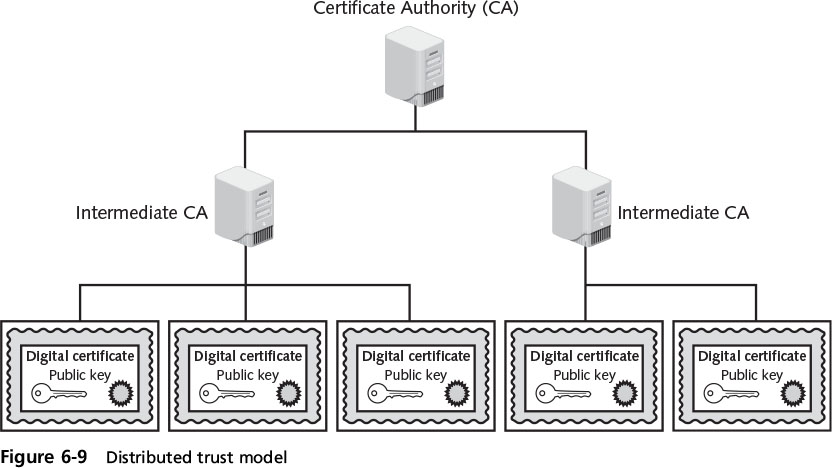 Certificate Authority (CA)
Intermediate CA
Intermediate CA
Digital certificate
Public key
Digital certificate
Public key
Digital certificate
Public key
Digital certificate
Public key
Digital certificate
Public key
Figure 6-9 Distributed trust model